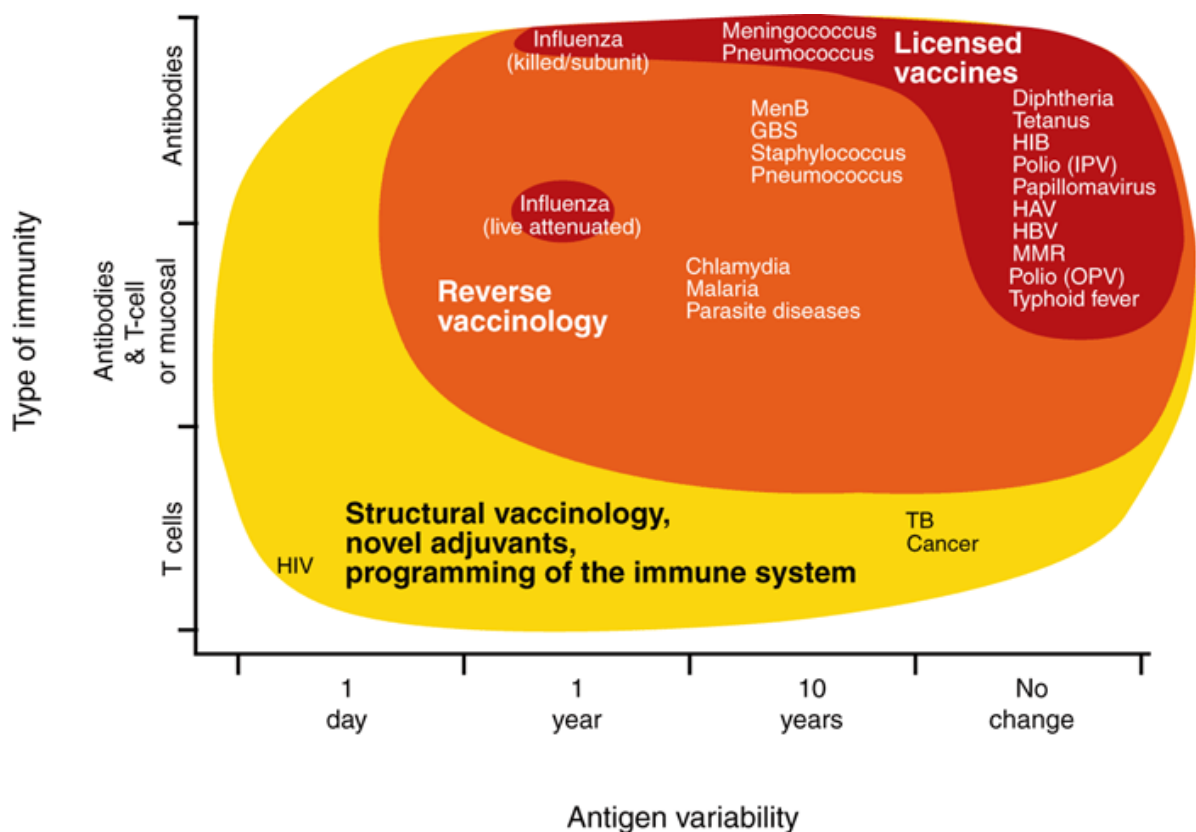 Influenza
(killed/subunit)
Meningococcus
Pneumococcus
Licensed
vaccines
Diphtheria
Tetanus
HIB
Polio (IPV)
Papillomavirus
HAV
HBV
MMR
Polio (OPV)
Typhoid fever
MenB
GBS
Staphylococcus
Pneumococcus
Influenza
(live attenuated)
Chlamydia
Malaria
Parasite diseases
Reverse
vaccinology
Structural vaccinology,
novel adjuvants,
programming of the immune system
HIV
TB
Cancer
Type of immunity
Antibodies
Antibodies
& T-cell
or mucosal
T cells
1
day
1
year
10
years
No
change
Antigen variability